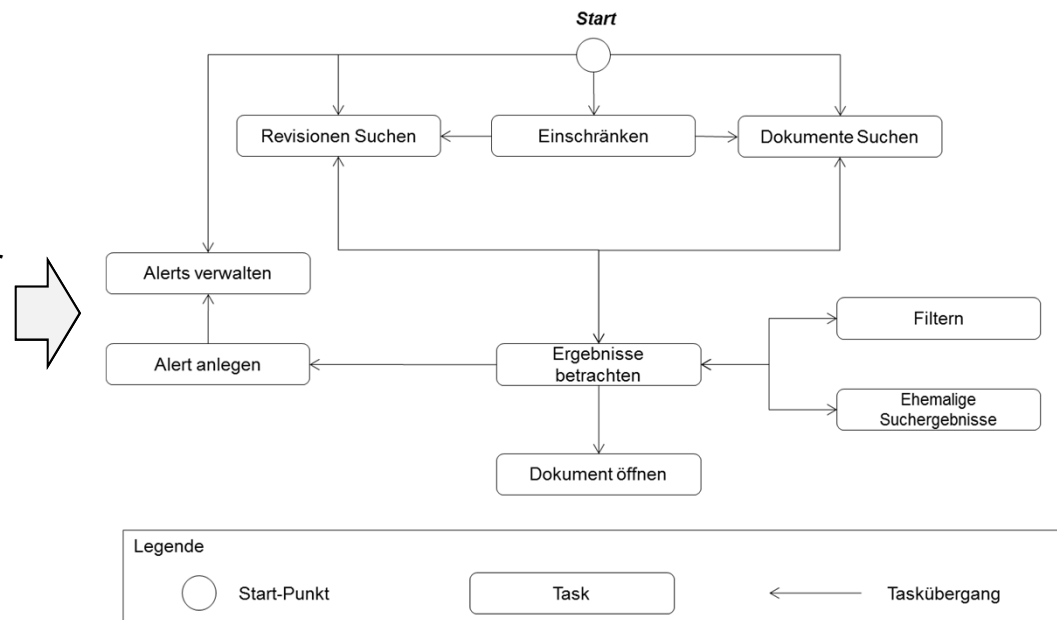 Start
Revisionen Suchen
Einschränken
Dokumente Suchen
Alerts verwalten
Filtern
Alert anlegen
Ergebnisse
betrachten
Ehemalige
Suchergebnisse
Dokument öffnen
Legende
Start-Punkt
Task
Taskübergang